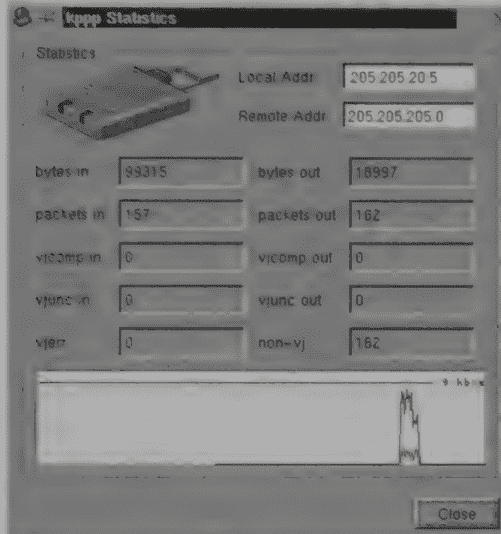 kppp Statistics
Statistics
Local Addr 205.205.20.5
Remote Addr 205.205.205.0
bytes in 99315 bytes out 18997
packets in 157 packets out 162
vjcomp in 0 vjcomp out 0
vjunc in 0 vjunc out 0
vjerr 0 non-vj 162
Close